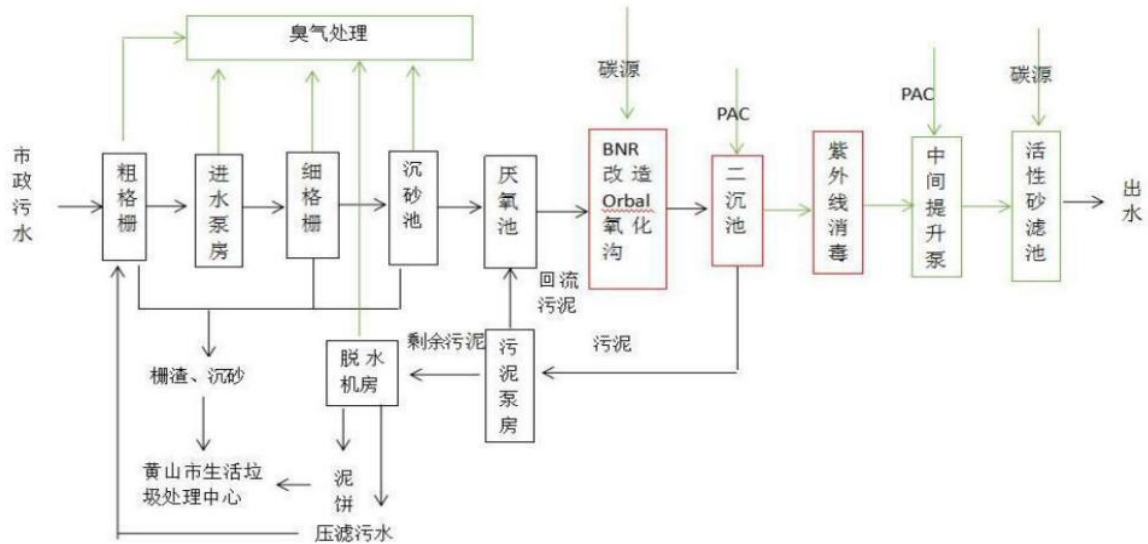 臭气处理
碳源
PAC
PAC
碳源
市政污水
粗格栅
进水泵房
细格栅
沉砂池
厌氧池
BNR
改造
Orbal
氧化
沟
二沉池
紫外线消毒
中间提升泵
活性砂滤池
出水
回流
污泥
剩余污泥
污泥
脱水
机房
污泥泵房
栅渣、沉砂
黄山市生活垃
圾处理中心
泥
饼
压滤污水